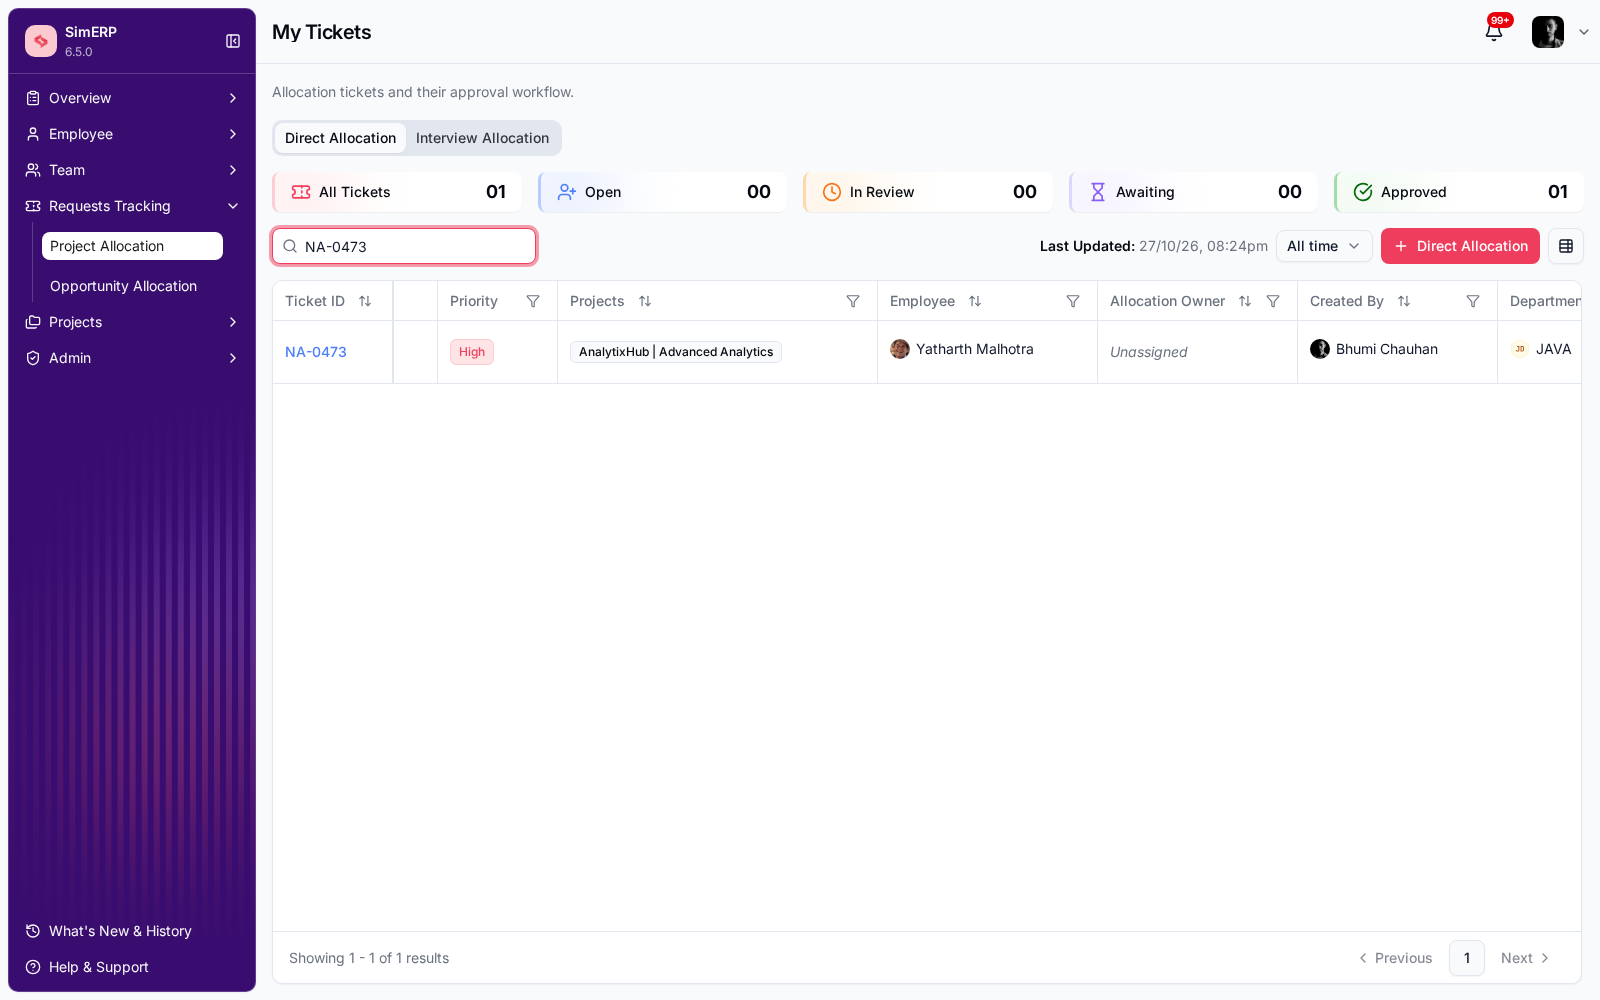 SimERP
6.5.0
Overview
Employee
Team
Requests Tracking
Project Allocation
Opportunity Allocation
Projects
Admin
What's New & History
Help & Support
My Tickets
99+
Allocation tickets and their approval workflow.
Direct Allocation Interview Allocation
All Tickets 01
Open 00
In Review 00
Awaiting 00
Approved 01
NA-0473
Last Updated: 27/10/26, 08:24pm
All time
Direct Allocation
Ticket ID Priority Projects Employee Allocation Owner Created By Departmen
NA-0473 High AnalytixHub | Advanced Analytics Yatharth Malhotra Unassigned Bhumi Chauhan JD JAVA
Showing 1 - 1 of 1 results
Previous 1 Next